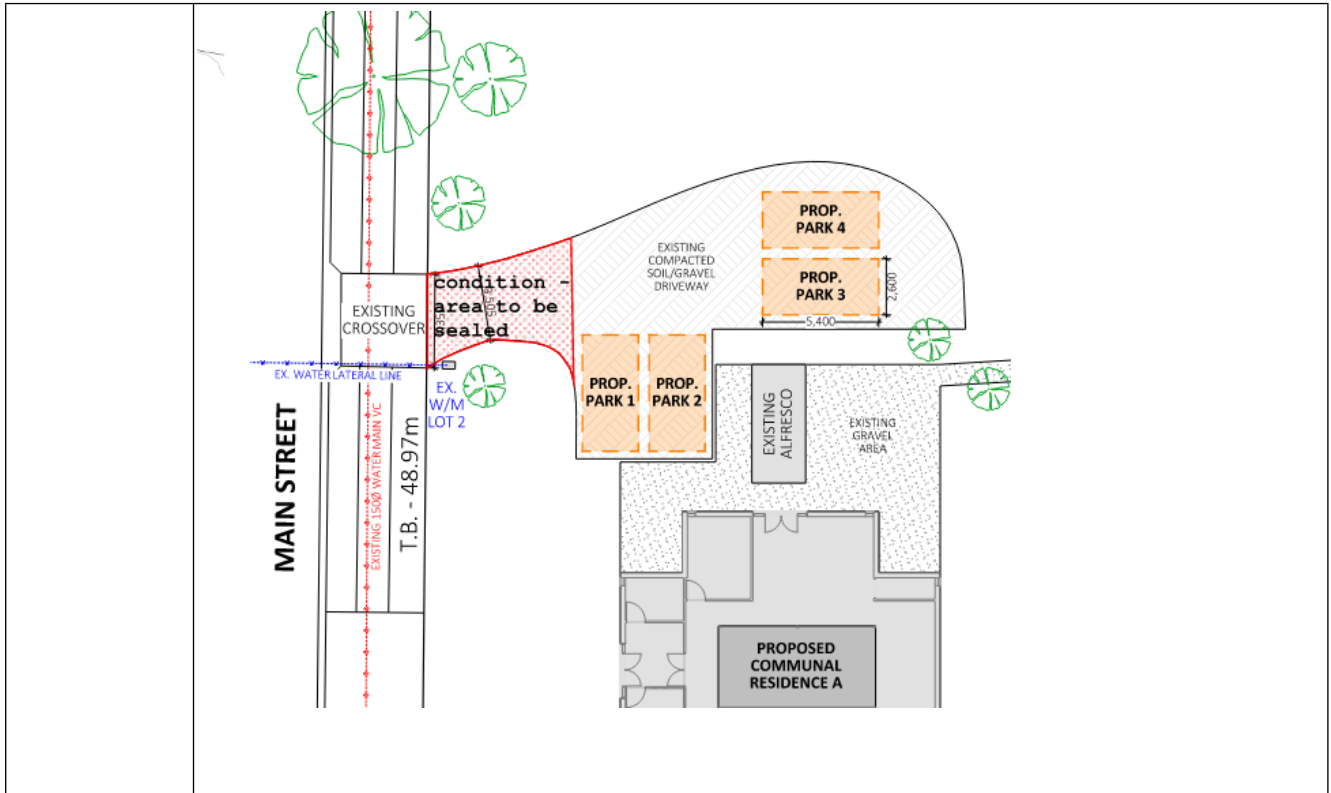 PROP.
PARK 4
EXISTING
COMPACTED
SOIL/GRAVEL
DRIVEWAY
PROP.
PARK 3
2,600
5,400
condition -
area to be
sealed
EXISTING
CROSSOVER
EX. WATER LATERAL LINE
EX.
W/M
LOT 2
PROP.
PARK 1
PROP.
PARK 2
EXISTING
ALFRESCO
EXISTING
GRAVEL
AREA
MAIN STREET
EXISTING 150Ø WATER MAIN VC
T.B. - 48.97m
PROPOSED
COMMUNAL
RESIDENCE A